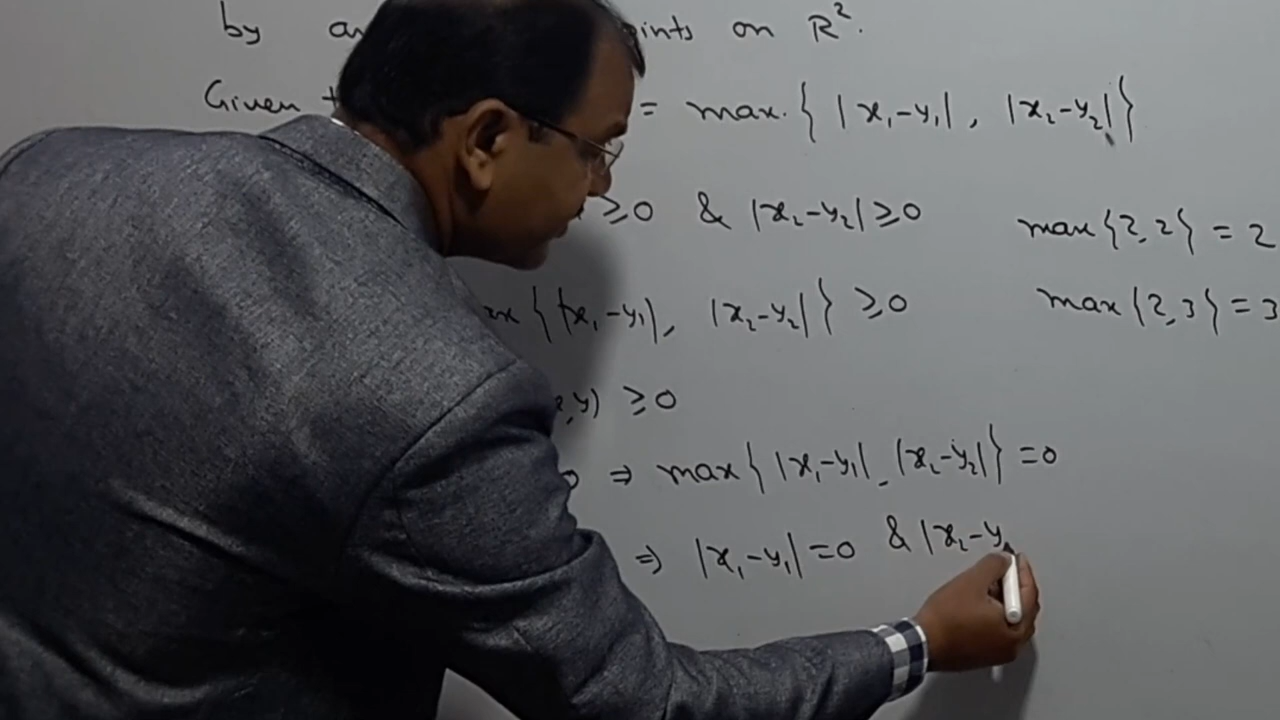 by on R².
Given = max. { |x₁-y₁|, |x₂-y₂| }
≥0 & |x₂-y₂| ≥0
max{2,2} = 2
{ |x₁-y₁|, |x₂-y₂| } ≥0
max{2,3} = 3
y) ≥0
0 ⇒ max{ |x₁-y₁|, |x₂-y₂| } =0
⇒ |x₁-y₁| =0 & |x₂-y